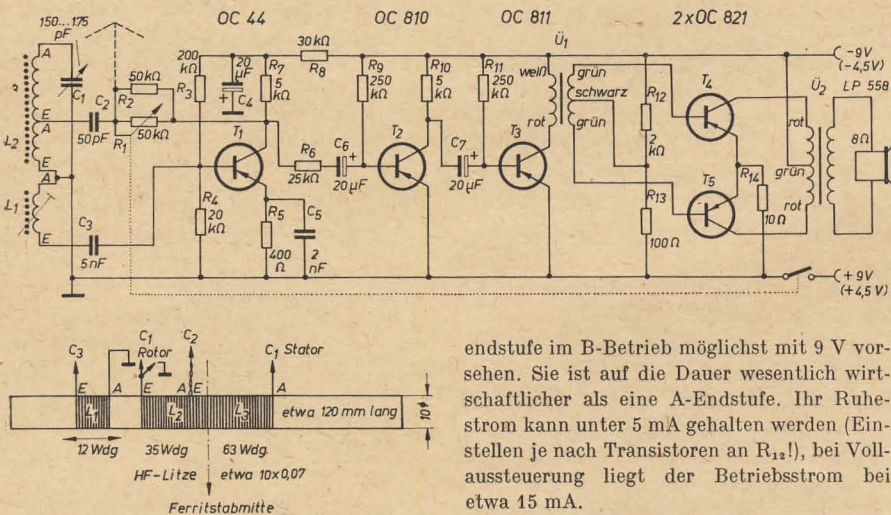 OC 44
OC 810
OC 811
2×OC 821
150...175
pF
A
C₁
C₂
50pF
E
A
L₂
E
A
L₁
E
C₃
5nF
50kΩ
R₂
50kΩ
R₁
200
kΩ
R₃
20
µF
+
C₄
R₇
5
kΩ
30kΩ
R₈
T₁
R₄
20
kΩ
R₅
400
Ω
C₅
2
nF
R₆
25kΩ
C₆
+
20µF
R₉
250
kΩ
R₁₀
5
kΩ
T₂
C₇
+
20µF
R₁₁
250
kΩ
T₃
Ü₁
weiß
rot
grün
schwarz
grün
R₁₂
2
kΩ
R₁₃
100Ω
T₄
T₅
R₁₄
10Ω
rot
grün
rot
Ü₂
LP 558
8Ω
-9V
(-4,5V)
+9V
(+4,5V)
C₃
C₁
Rotor
C₂
C₁ Stator
E
A
E
A
E
A
L₁
L₂
L₃
etwa 120 mm lang
10ᶲ
12 Wdg
35 Wdg
63 Wdg.
HF-Litze
etwa 10×0,07
Ferritstabmitte
endstufe im B-Betrieb möglichst mit 9 V vor-
sehen. Sie ist auf die Dauer wesentlich wirt-
schaftlicher als eine A-Endstufe. Ihr Ruhe-
strom kann unter 5 mA gehalten werden (Ein-
stellen je nach Transistoren an R₁₂!), bei Voll-
aussteuerung liegt der Betriebsstrom bei
etwa 15 mA.